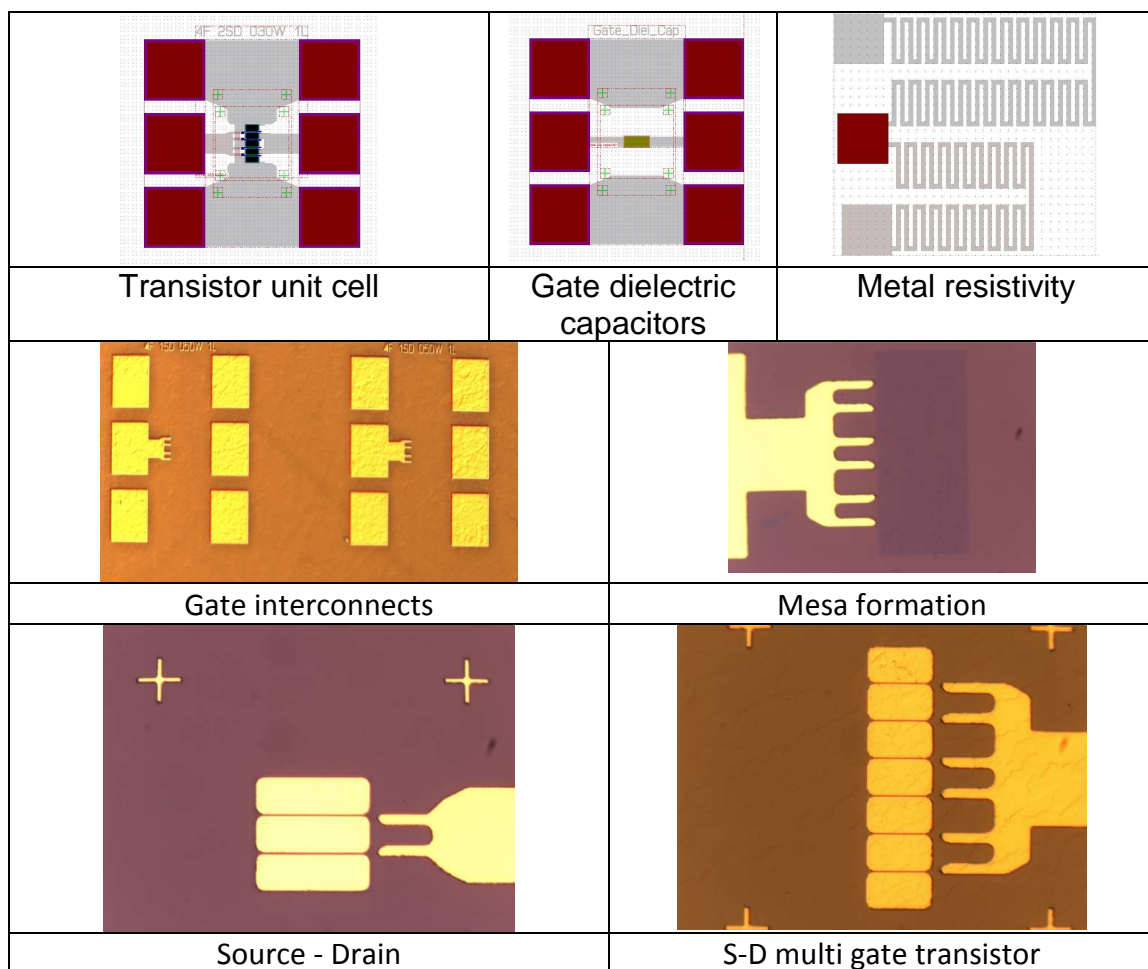 4F 2SD 030W 1L
Gate_Diel_Cap
Transistor unit cell
Gate dielectric
capacitors
Metal resistivity
4F 1SD 050W 1L
4F 1SD 050W 1L
Gate interconnects
Mesa formation
Source - Drain
S-D multi gate transistor